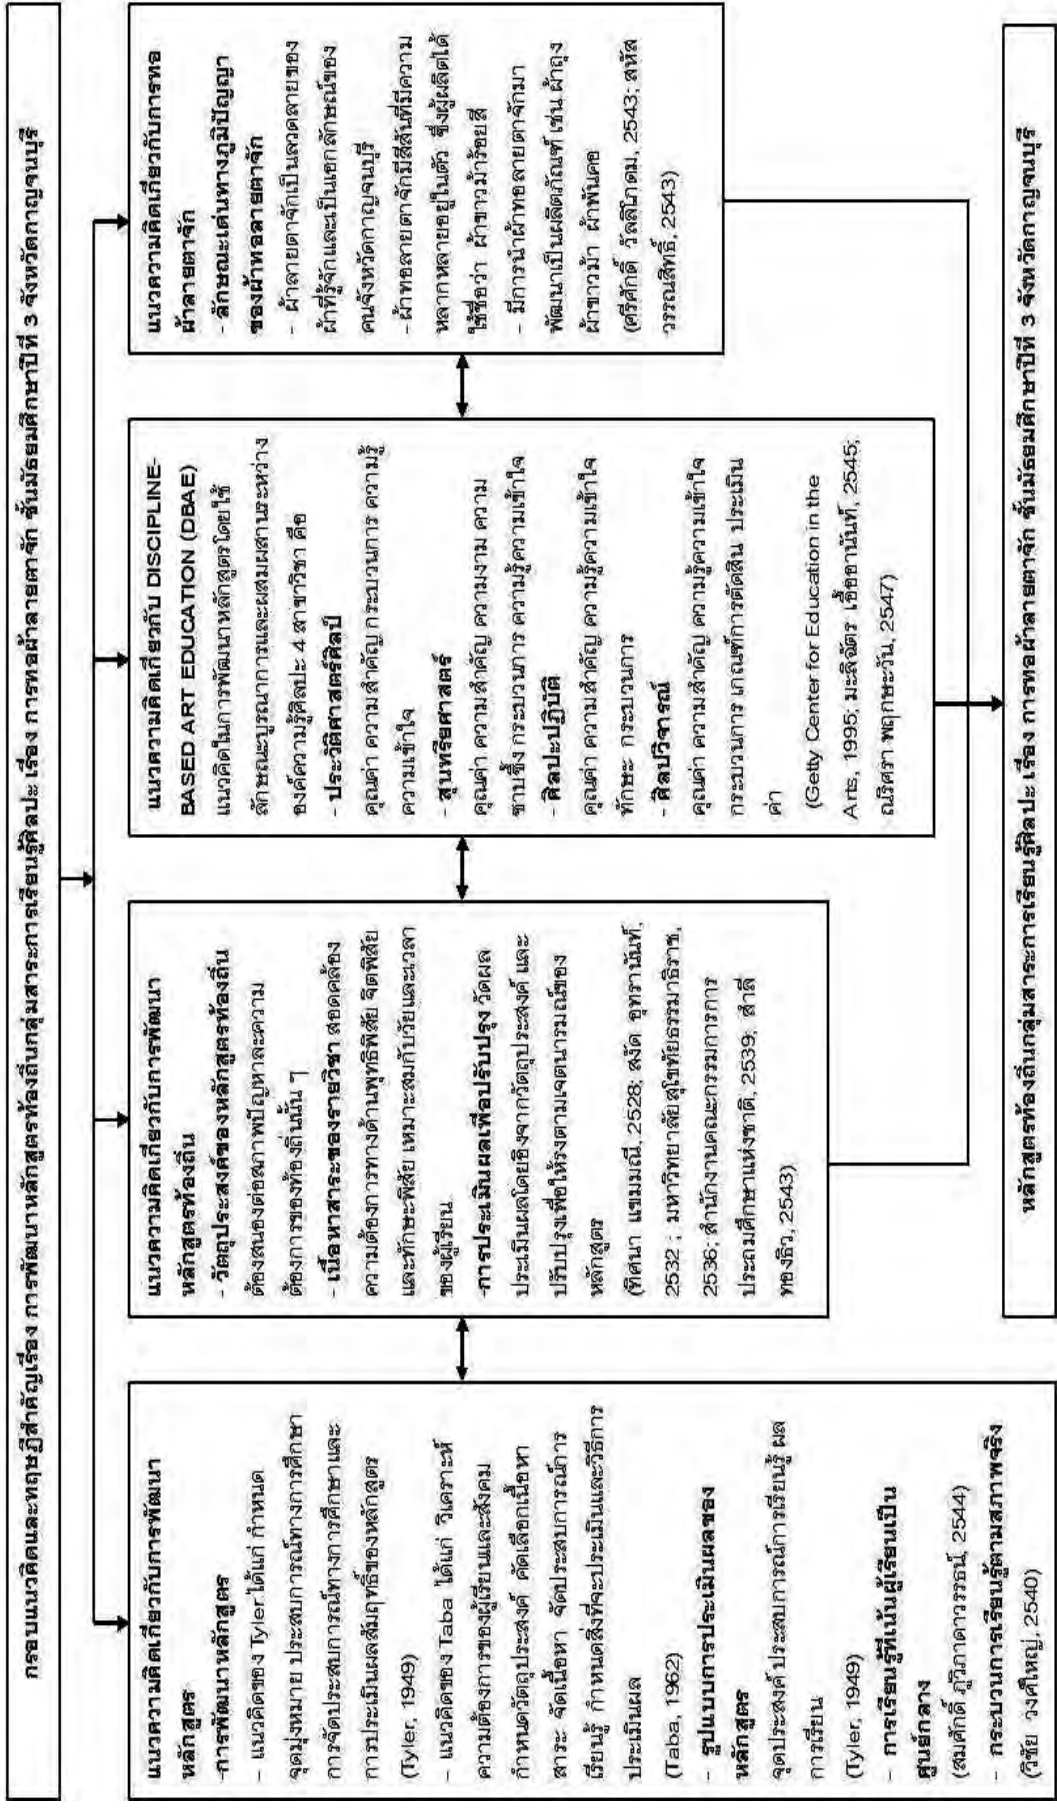 กรอบแนวคิดและทฤษฎีสำคัญเรื่อง การพัฒนาหลักสูตรท้องถิ่นกลุ่มสาระการเรียนรู้ศิลปะ เรื่อง การทอผ้าลายตาจัก ชั้นมัธยมศึกษาปีที่ 3 จังหวัดกาญจนบุรี
แนวความคิดเกี่ยวกับการพัฒนา
หลักสูตร
-การพัฒนาหลักสูตร
- แนวคิดของ Tyler ได้แก่ กำหนด
จุดมุ่งหมาย ประสบการณ์ทางการศึกษา
การจัดประสบการณ์ทางการศึกษาและ
การประเมินผลสัมฤทธิ์ของหลักสูตร
(Tyler, 1949)
- แนวคิดของ Taba ได้แก่ วิเคราะห์
ความต้องการของผู้เรียนและสังคม
กำหนดวัตถุประสงค์ คัดเลือกเนื้อหา
สาระ จัดเนื้อหา จัดประสบการณ์การ
เรียนรู้ กำหนดสิ่งที่จะประเมินและวิธีการ
ประเมินผล
(Taba, 1962)
- รูปแบบการประเมินผลของ
หลักสูตร
จุดประสงค์ ประสบการณ์การเรียนรู้ ผล
การเรียน
(Tyler, 1949)
- การเรียนรู้ที่เน้นผู้เรียนเป็น
ศูนย์กลาง
(สมศักดิ์ ภูวิภาดาวรรธน์, 2544)
- กระบวนการเรียนรู้ตามสภาพจริง
(วิชัย วงศ์ใหญ่, 2540)
แนวความคิดเกี่ยวกับการพัฒนา
หลักสูตรท้องถิ่น
- วัตถุประสงค์ของหลักสูตรท้องถิ่น
ต้องสนองต่อสภาพปัญหาละความ
ต้องการของท้องถิ่นนั้น ๆ
- เนื้อหาสาระของรายวิชา สอดคล้อง
ความต้องการทางด้านพุทธิพิสัย จิตพิสัย
และทักษะพิสัย เหมาะสมกับวัยและเวลา
ของผู้เรียน
-การประเมินผลเพื่อปรับปรุง วัดผล
ประเมินผลโดยอิงจากวัตถุประสงค์ และ
ปรับปรุงเพื่อให้รงตามเจตนารมณ์ของ
หลักสูตร
(ทิศนา แขมมณี, 2528; สงัด อุทรานันท์,
2532 ; มหาวิทยาลัยสุโขทัยธรรมาธิราช,
2536; สำนักงานคณะกรรมการการ
ประถมศึกษาแห่งชาติ, 2539; สำลี
ทองธิว, 2543)
แนวความคิดเกี่ยวกับ DISCIPLINE-
BASED ART EDUCATION (DBAE)
แนวคิดในการพัฒนาหลักสูตรโดยใช้
ลักษณะบูรณาการและผสมผสานระหว่าง
องค์ความรู้ศิลปะ 4 สาขาวิชา คือ
- ประวัติศาสตร์ศิลป์
คุณค่า ความสำคัญ กระบวนการ ความรู้
ความเข้าใจ
- สุนทรียศาสตร์
คุณค่า ความสำคัญ ความงาม ความ
ซาบซึ้ง กระบวนการ ความรู้ความเข้าใจ
- ศิลปะปฏิบัติ
คุณค่า ความสำคัญ ความรู้ความเข้าใจ
ทักษะ กระบวนการ
- ศิลปวิจารณ์
คุณค่า ความสำคัญ ความรู้ความเข้าใจ
กระบวนการ เกณฑ์การตัดสิน ประเมิน
ค่า
(Getty Center for Education in the
Arts, 1995; มะลิฉัตร เอื้ออานันท์, 2545;
ณริศรา พฤกษะวัน, 2547)
แนวความคิดเกี่ยวกับการทอ
ผ้าลายตาจัก
- ลักษณะเด่นทางภูมิปัญญา
ของผ้าทอลายตาจัก
- ผ้าลายตาจักเป็นลวดลายของ
ผ้าที่รู้จักและเป็นเอกลักษณ์ของ
คนจังหวัดกาญจนบุรี
- ผ้าทอลายตาจักมีสีสันที่มีความ
หลากหลายอยู่ในตัว ซึ่งผู้ผลิตได้
ใช้ชื่อว่า ผ้าขาวม้าร้อยสี
- มีการนำผ้าทอลายตาจักมา
พัฒนาเป็นผลิตภัณฑ์ เช่น ผ้าถุง
ผ้าขาวม้า ผ้าพันคอ
(ศรีศักดิ์ วัลลิโภดม, 2543; สหัส
วรรณสิทธิ์, 2543)
หลักสูตรท้องถิ่นกลุ่มสาระการเรียนรู้ศิลปะ เรื่อง การทอผ้าลายตาจัก ชั้นมัธยมศึกษาปีที่ 3 จังหวัดกาญจนบุรี